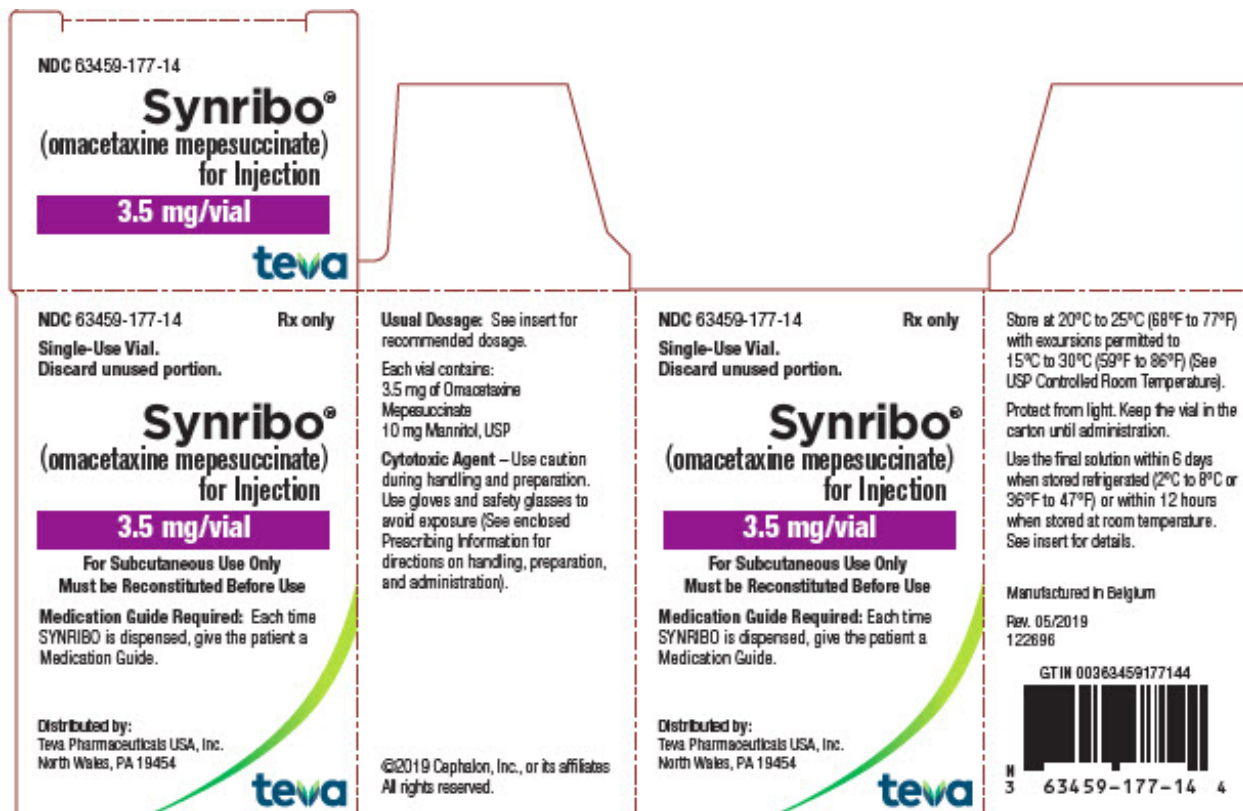 NDC 63459-177-14
Synribo®
(omacetaxine mepesuccinate)
for Injection
3.5 mg/vial
teva
NDC 63459-177-14 Rx only
Single-Use Vial.
Discard unused portion.
Synribo®
(omacetaxine mepesuccinate)
for Injection
3.5 mg/vial
For Subcutaneous Use Only
Must be Reconstituted Before Use
Medication Guide Required: Each time
SYNRIBO is dispensed, give the patient a
Medication Guide.
Distributed by:
Teva Pharmaceuticals USA, Inc.
North Wales, PA 19454
teva
Usual Dosage: See insert for
recommended dosage.
Each vial contains:
3.5 mg of Omacetaxine
Mepesuccinate
10 mg Mannitol, USP
Cytotoxic Agent – Use caution
during handling and preparation.
Use gloves and safety glasses to
avoid exposure (See enclosed
Prescribing Information for
directions on handling, preparation,
and administration).
©2019 Cephalon, Inc., or its affiliates
All rights reserved.
NDC 63459-177-14 Rx only
Single-Use Vial.
Discard unused portion.
Synribo®
(omacetaxine mepesuccinate)
for Injection
3.5 mg/vial
For Subcutaneous Use Only
Must be Reconstituted Before Use
Medication Guide Required: Each time
SYNRIBO is dispensed, give the patient a
Medication Guide.
Distributed by:
Teva Pharmaceuticals USA, Inc.
North Wales, PA 19454
teva
Store at 20°C to 25°C (68°F to 77°F)
with excursions permitted to
15°C to 30°C (59°F to 86°F) (See
USP Controlled Room Temperature).
Protect from light. Keep the vial in the
carton until administration.
Use the final solution within 6 days
when stored refrigerated (2°C to 8°C or
36°F to 47°F) or within 12 hours
when stored at room temperature.
See insert for details.
Manufactured in Belgium
Rev. 05/2019
122696
GTIN 00363459177144
N
3 63459-177-14 4